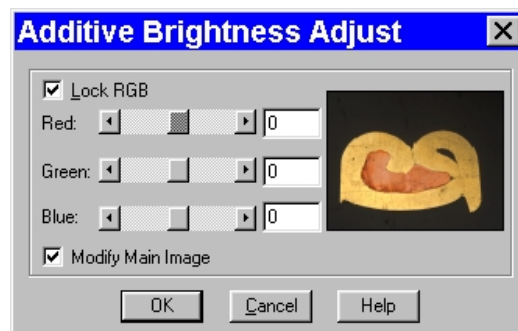 Additive Brightness Adjust
Lock RGB
Red: 0
Green: 0
Blue: 0
Modify Main Image
OK Cancel Help